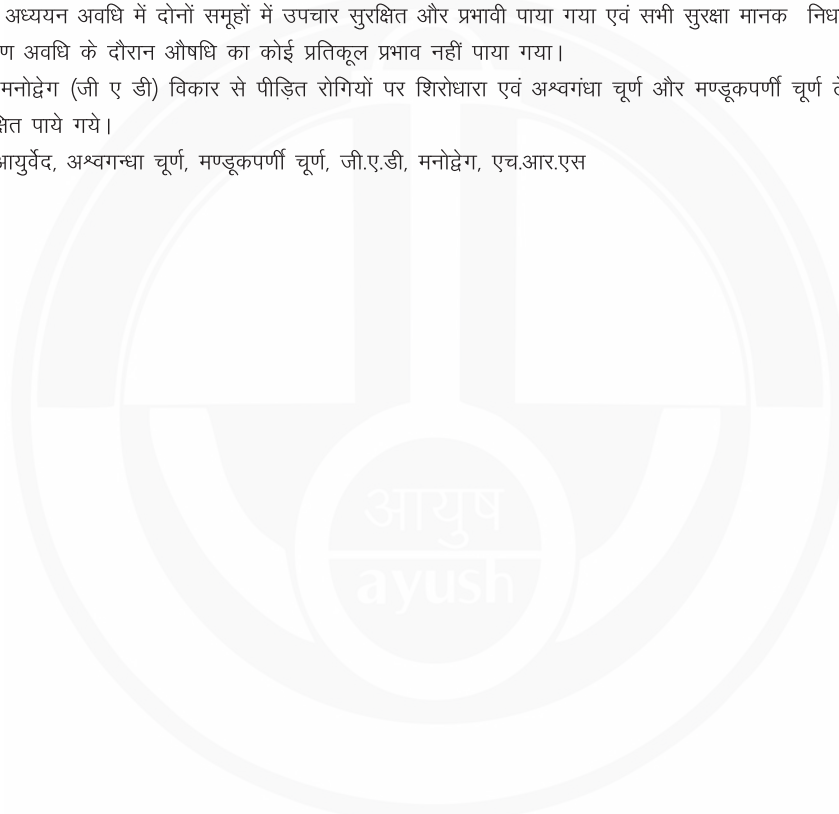 अध्ययन अवधि में दोनों समूहों में उपचार सुरक्षित और प्रभावी पाया गया एवं सभी सुरक्षा मानक
अवधि के दौरान औषधि का कोई प्रतिकूल प्रभाव नहीं पाया गया।
मनोद्वेग (जी ए डी) विकार से पीड़ित रोगियों पर शिरोधारा एवं अश्वगंधा चूर्ण और मण्डूकपर्णी चूर्ण
पाये गये।
आयुर्वेद, अश्वगन्धा चूर्ण, मण्डूकपर्णी चूर्ण, जी.ए.डी, मनोद्वेग, एच.आर.एस
आयुष
ayush